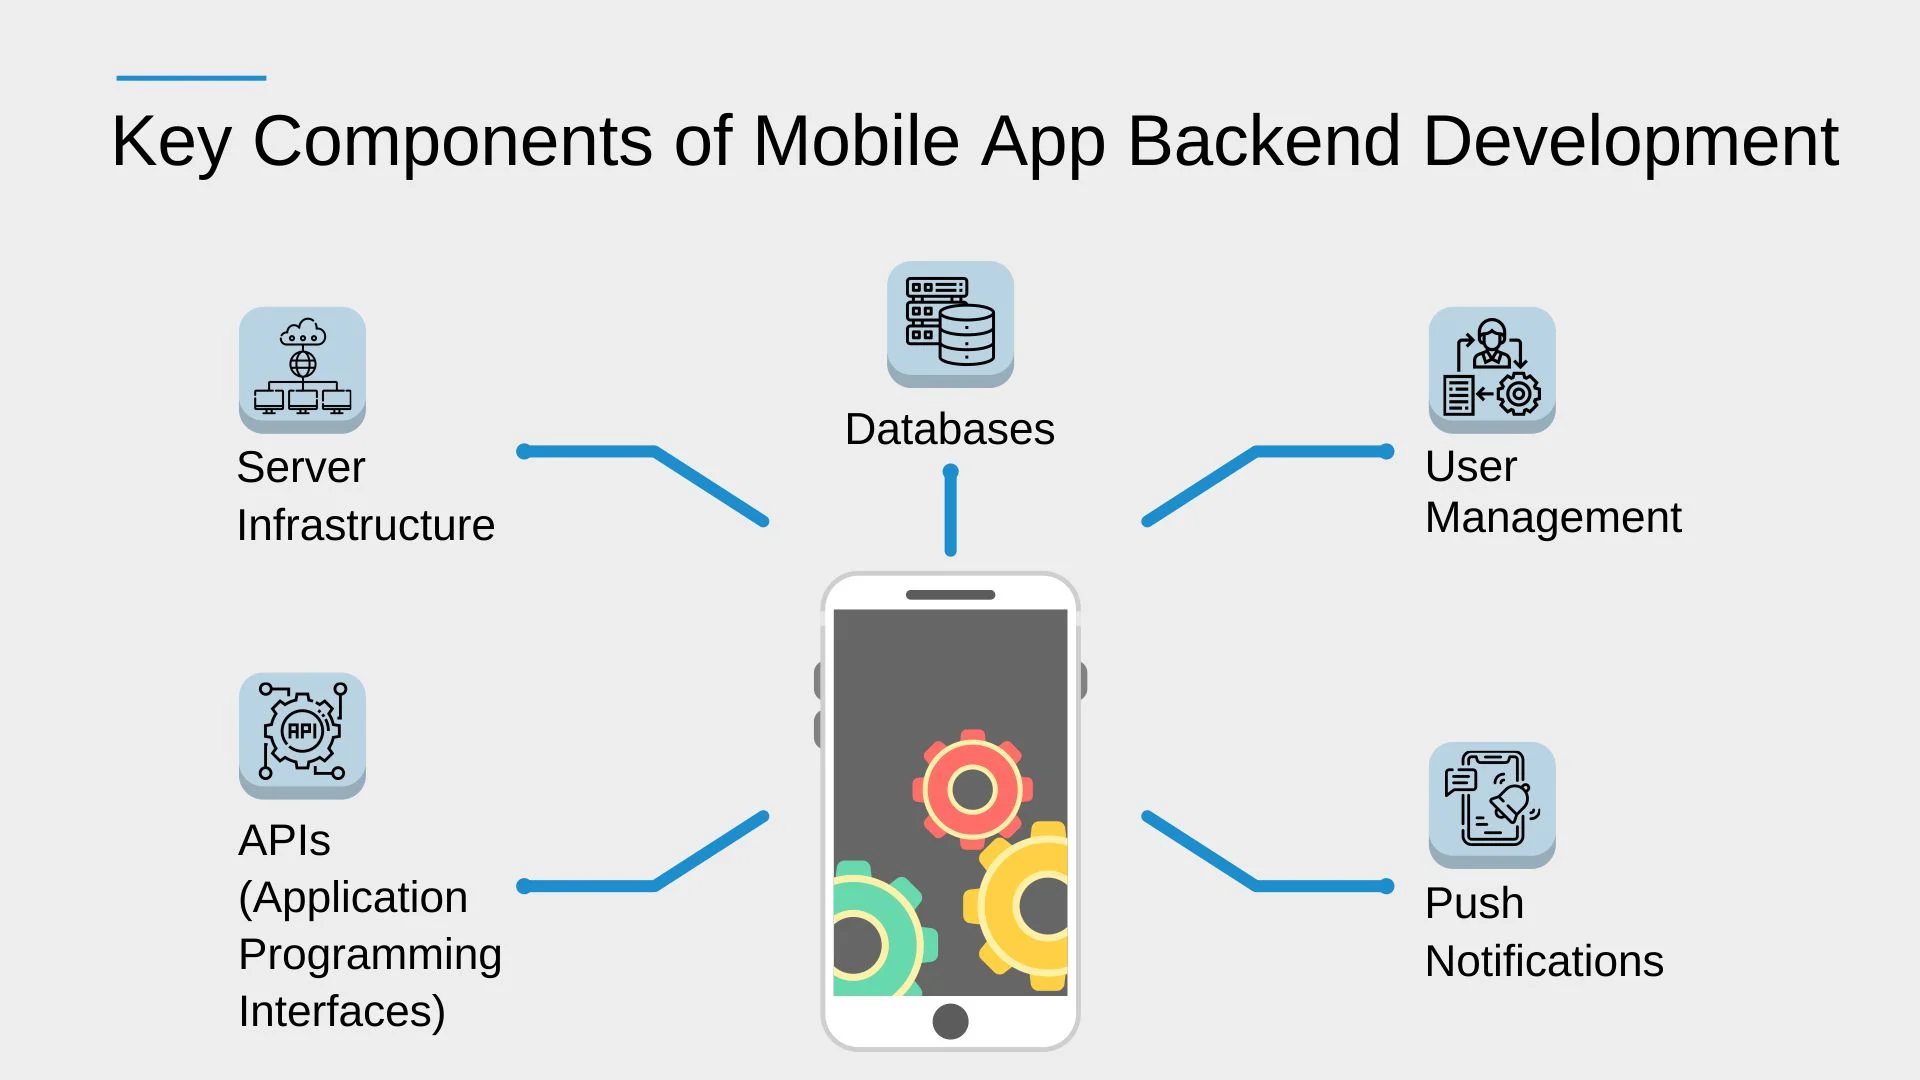 Key Components of Mobile App Backend Development
Databases
Server
Infrastructure
User
Management
API
APIs
(Application
Programming
Interfaces)
Push
Notifications